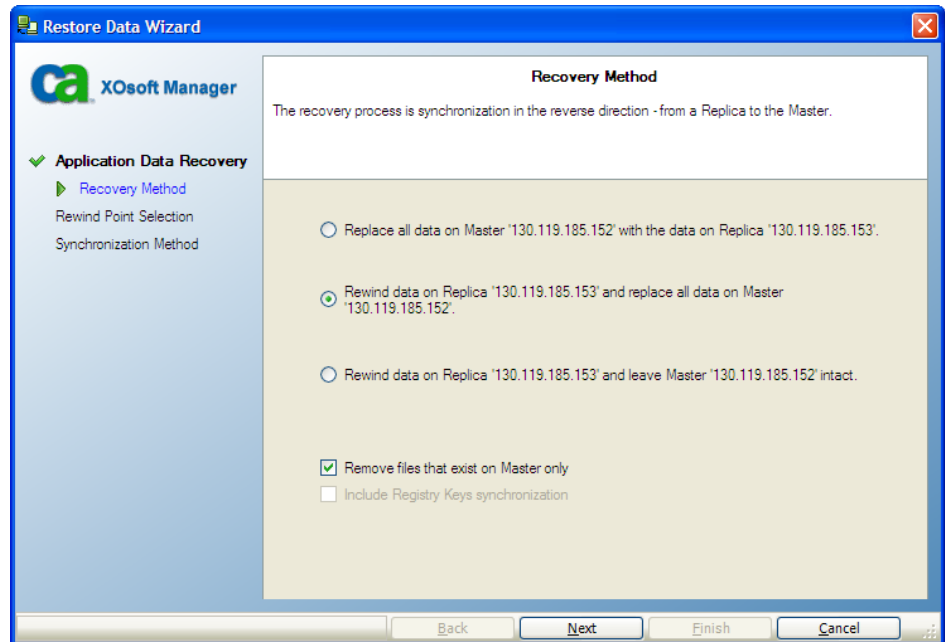 Restore Data Wizard
ca
XOsoft Manager
Application Data Recovery
Recovery Method
Rewind Point Selection
Synchronization Method
Recovery Method
The recovery process is synchronization in the reverse direction - from a Replica to the Master.
Replace all data on Master '130.119.185.152' with the data on Replica '130.119.185.153'.
Rewind data on Replica '130.119.185.153' and replace all data on Master
'130.119.185.152'.
Rewind data on Replica '130.119.185.153' and leave Master '130.119.185.152' intact.
Remove files that exist on Master only
Include Registry Keys synchronization
Back
Next
Finish
Cancel